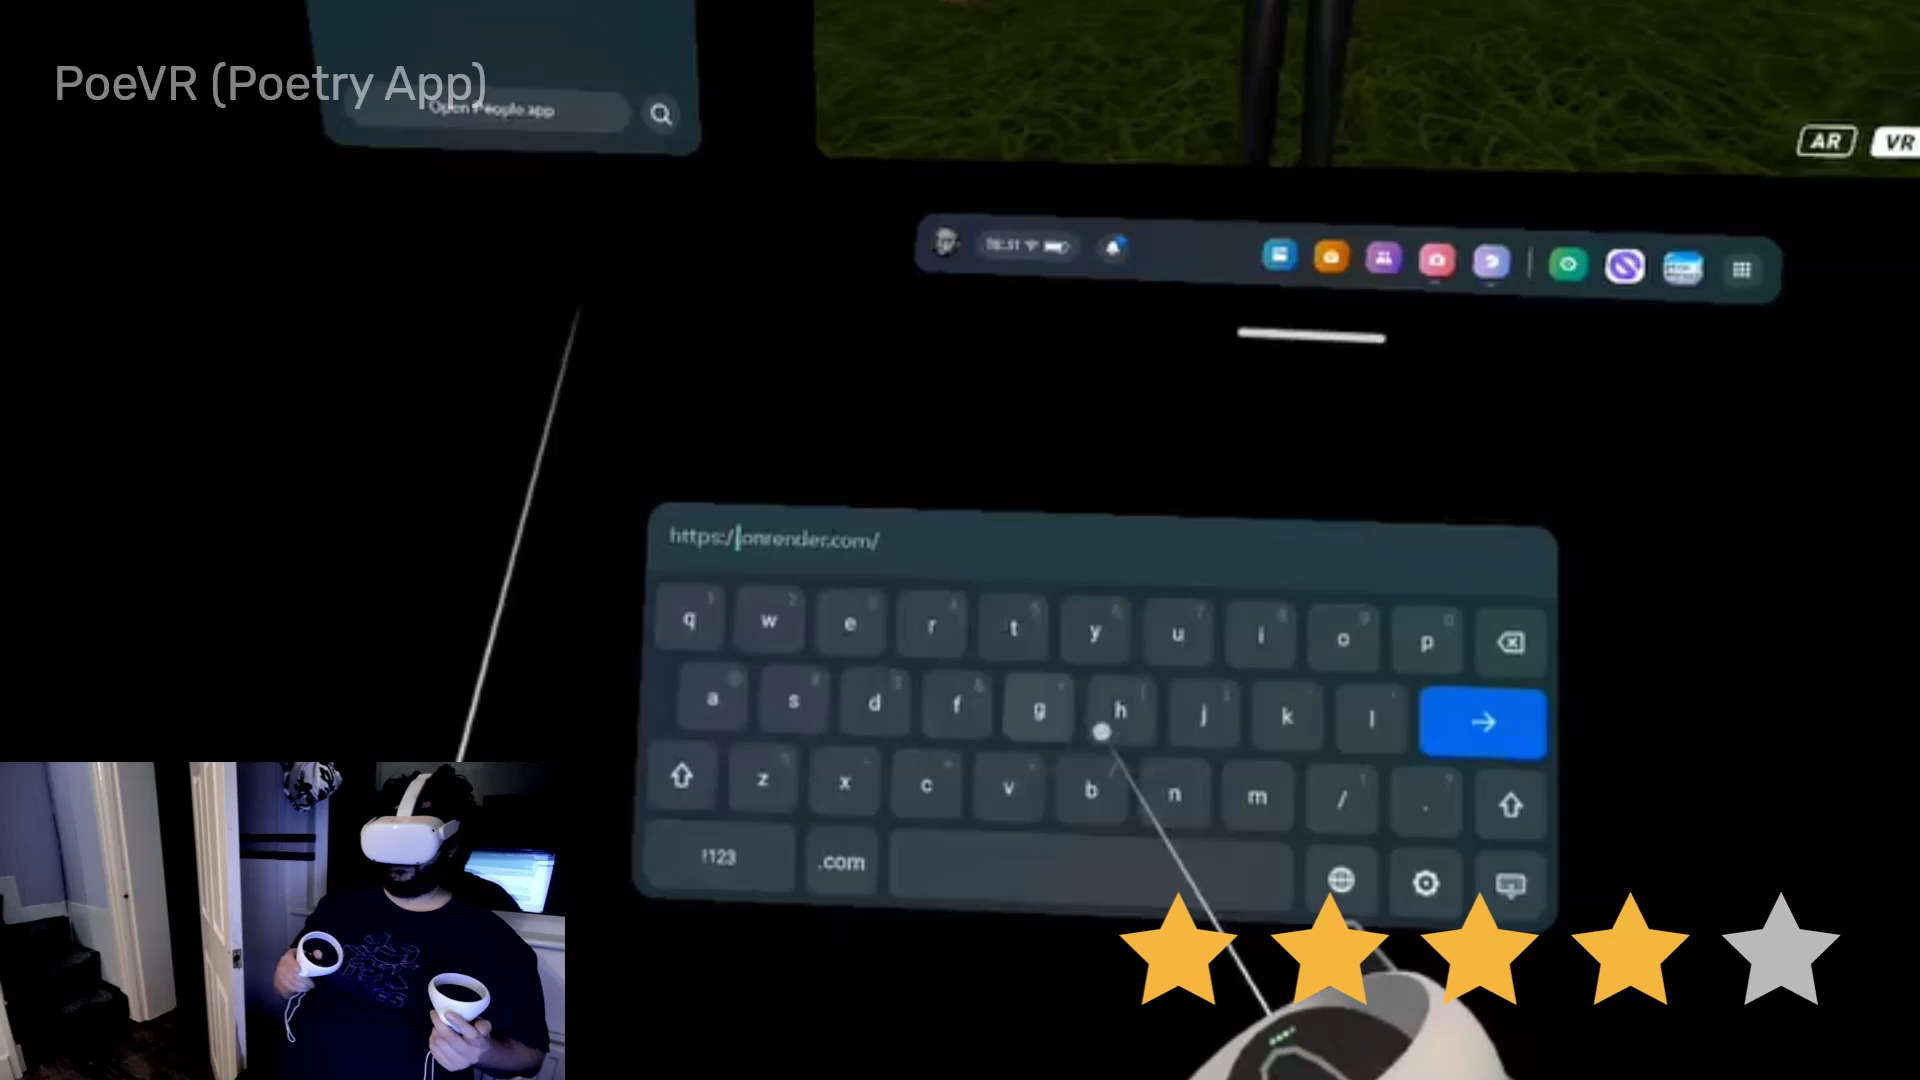 PoeVR (Poetry App)
Open People app
AR VR
https:/onrender.com/
q w e r t y u i o p
a s d f g h j k l
z x c v b n m / .
!123 .com